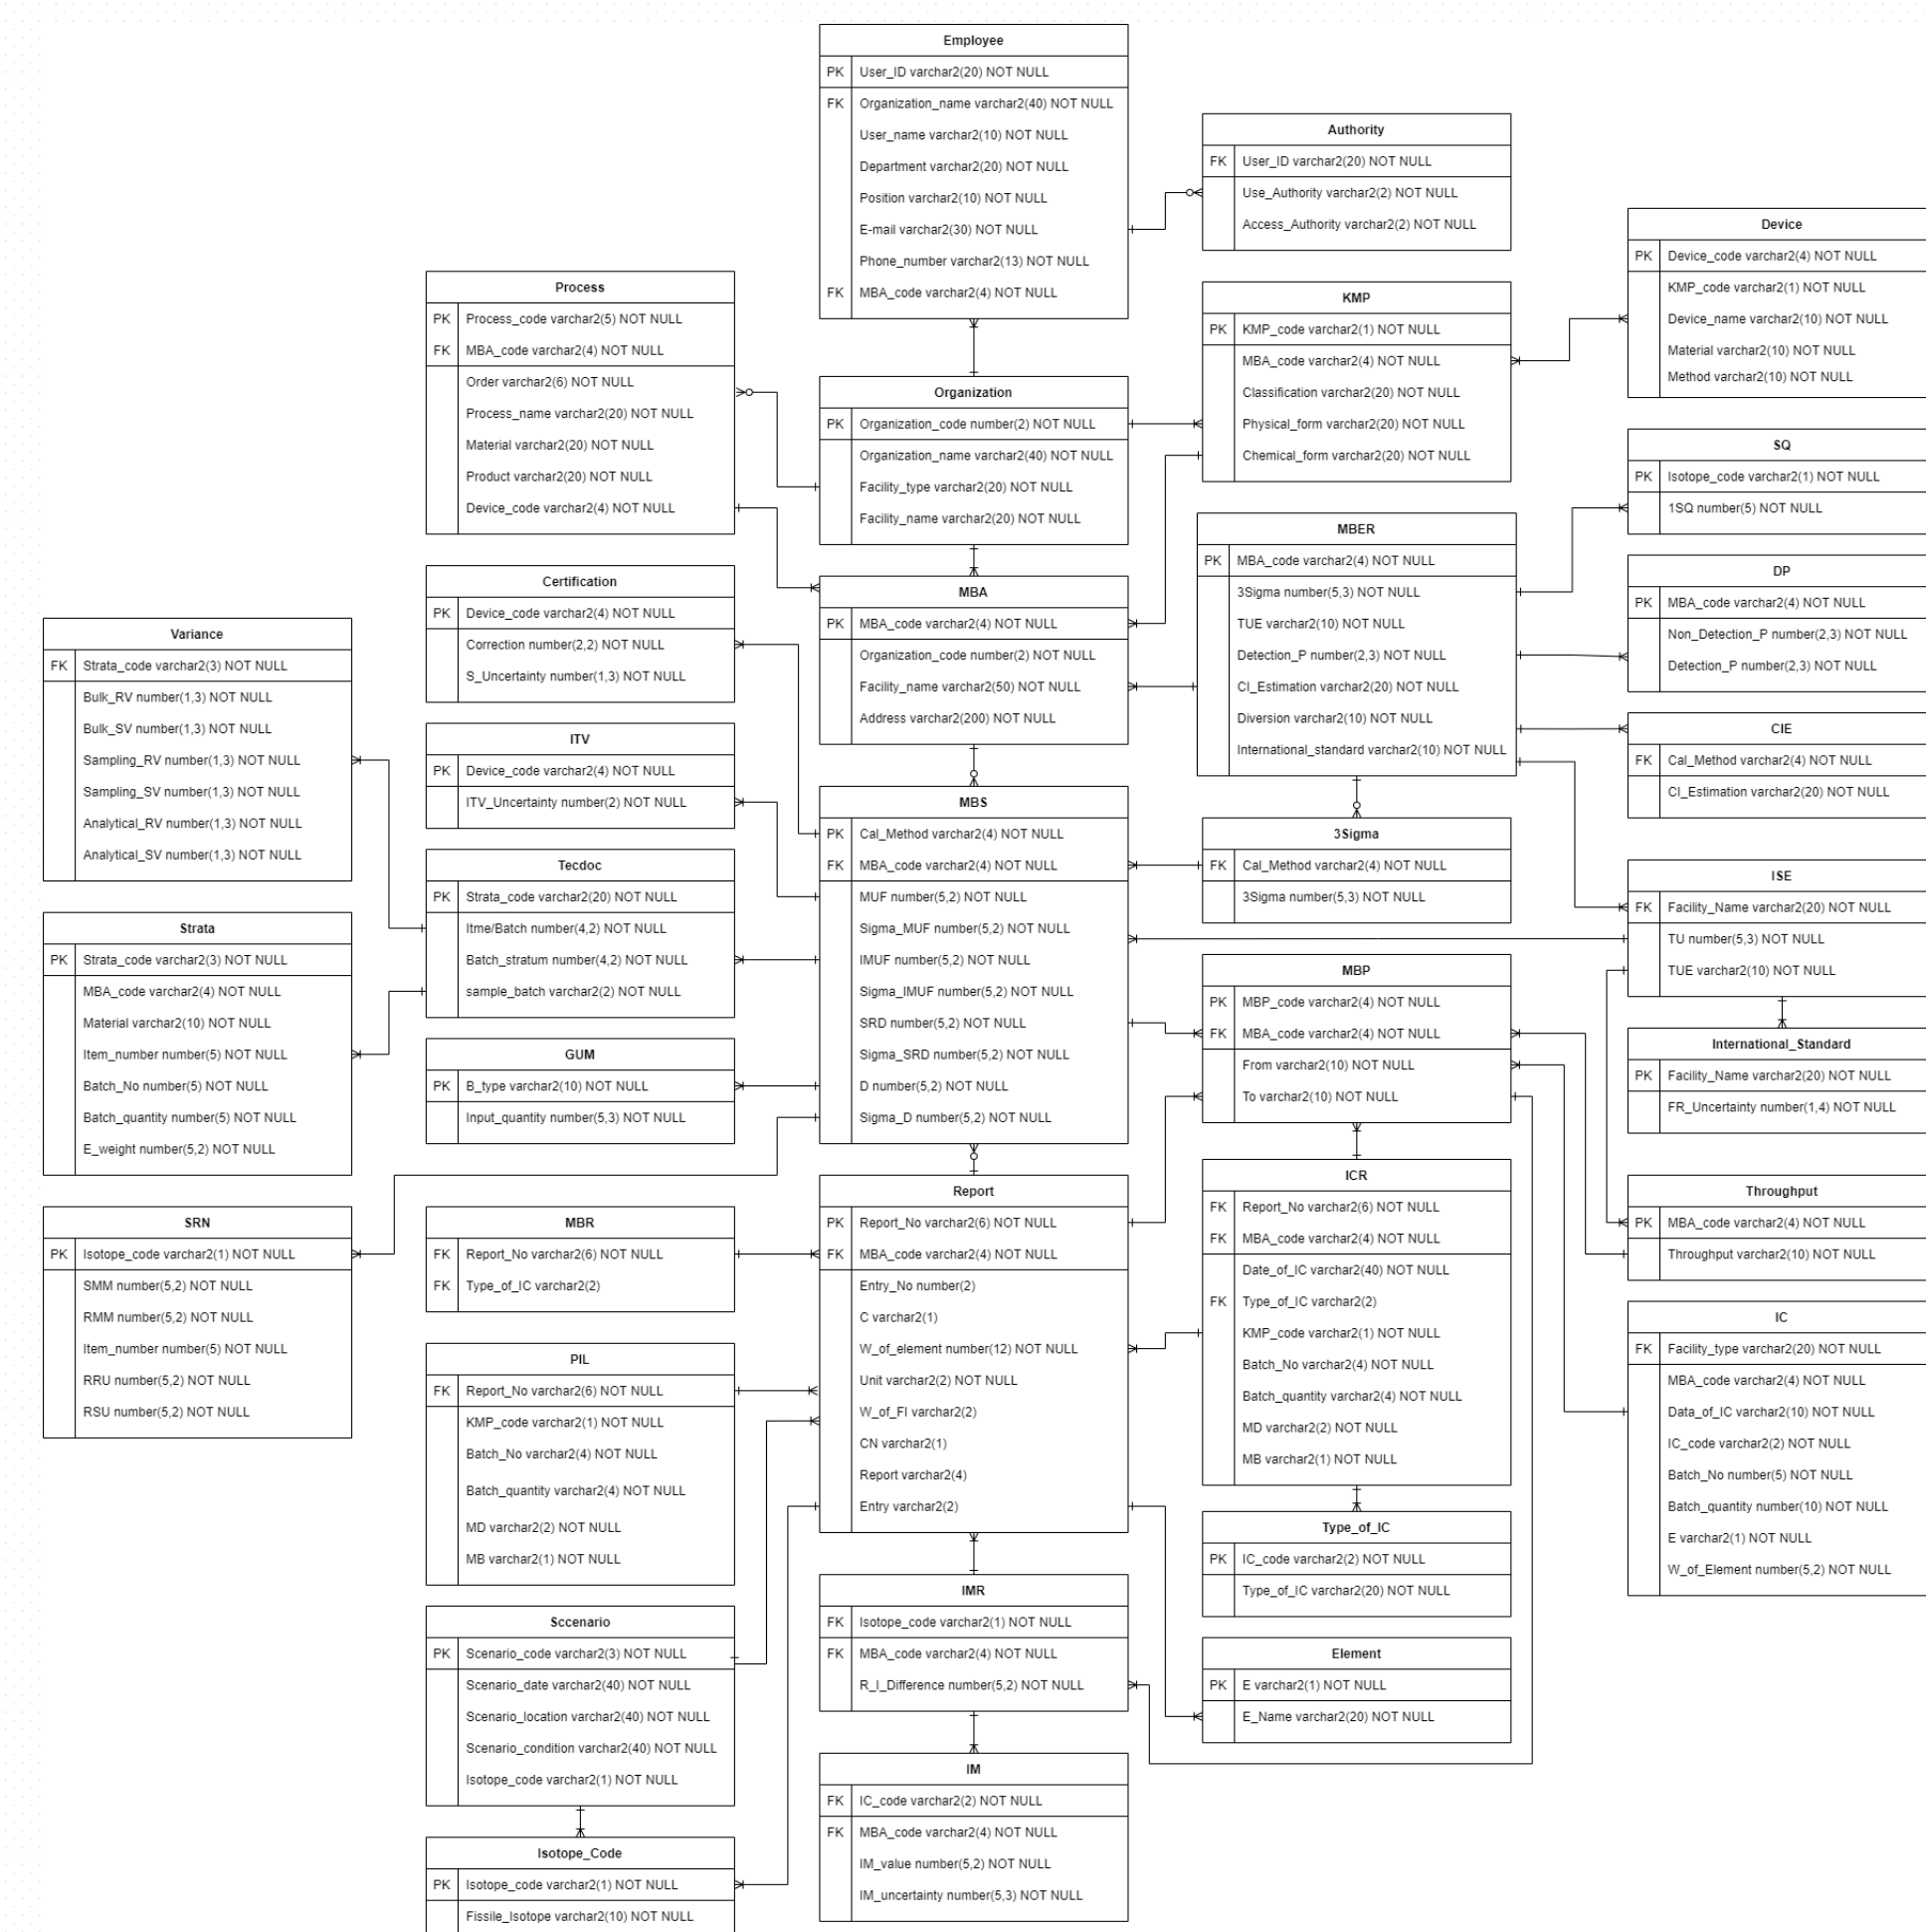 Employee
PK User_ID varchar2(20) NOT NULL
FK Organization_name varchar2(40) NOT NULL
User_name varchar2(10) NOT NULL
Department varchar2(20) NOT NULL
Position varchar2(10) NOT NULL
E-mail varchar2(30) NOT NULL
Phone_number varchar2(13) NOT NULL
FK MBA_code varchar2(4) NOT NULL
Authority
FK User_ID varchar2(20) NOT NULL
Use_Authority varchar2(2) NOT NULL
Access_Authority varchar2(2) NOT NULL
Device
PK Device_code varchar2(4) NOT NULL
KMP_code varchar2(1) NOT NULL
Device_name varchar2(10) NOT NULL
Material varchar2(10) NOT NULL
Method varchar2(10) NOT NULL
Process
PK Process_code varchar2(5) NOT NULL
FK MBA_code varchar2(4) NOT NULL
Order varchar2(6) NOT NULL
Process_name varchar2(20) NOT NULL
Material varchar2(20) NOT NULL
Product varchar2(20) NOT NULL
Device_code varchar2(4) NOT NULL
KMP
PK KMP_code varchar2(1) NOT NULL
MBA_code varchar2(4) NOT NULL
Classification varchar2(20) NOT NULL
Physical_form varchar2(20) NOT NULL
Chemical_form varchar2(20) NOT NULL
Organization
PK Organization_code number(2) NOT NULL
Organization_name varchar2(40) NOT NULL
Facility_type varchar2(20) NOT NULL
Facility_name varchar2(20) NOT NULL
SQ
PK Isotope_code varchar2(1) NOT NULL
1SQ number(5) NOT NULL
MBER
PK MBA_code varchar2(4) NOT NULL
3Sigma number(5,3) NOT NULL
TUE varchar2(10) NOT NULL
Detection_P number(2,3) NOT NULL
CI_Estimation varchar2(20) NOT NULL
Diversion varchar2(10) NOT NULL
International_standard varchar2(10) NOT NULL
DP
PK MBA_code varchar2(4) NOT NULL
Non_Detection_P number(2,3) NOT NULL
Detection_P number(2,3) NOT NULL
Certification
PK Device_code varchar2(4) NOT NULL
Correction number(2,2) NOT NULL
S_Uncertainty number(1,3) NOT NULL
MBA
PK MBA_code varchar2(4) NOT NULL
Organization_code number(2) NOT NULL
Facility_name varchar2(50) NOT NULL
Address varchar2(200) NOT NULL
Variance
FK Strata_code varchar2(3) NOT NULL
Bulk_RV number(1,3) NOT NULL
Bulk_SV number(1,3) NOT NULL
Sampling_RV number(1,3) NOT NULL
Sampling_SV number(1,3) NOT NULL
Analytical_RV number(1,3) NOT NULL
Analytical_SV number(1,3) NOT NULL
CIE
FK Cal_Method varchar2(4) NOT NULL
CI_Estimation varchar2(20) NOT NULL
ITV
PK Device_code varchar2(4) NOT NULL
ITV_Uncertainty number(2) NOT NULL
MBS
PK Cal_Method varchar2(4) NOT NULL
FK MBA_code varchar2(4) NOT NULL
MUF number(5,2) NOT NULL
Sigma_MUF number(5,2) NOT NULL
IMUF number(5,2) NOT NULL
Sigma_IMUF number(5,2) NOT NULL
SRD number(5,2) NOT NULL
Sigma_SRD number(5,2) NOT NULL
D number(5,2) NOT NULL
Sigma_D number(5,2) NOT NULL
3Sigma
FK Cal_Method varchar2(4) NOT NULL
3Sigma number(5,3) NOT NULL
Tecdoc
PK Strata_code varchar2(20) NOT NULL
Itme/Batch number(4,2) NOT NULL
Batch_stratum number(4,2) NOT NULL
sample_batch varchar2(2) NOT NULL
ISE
FK Facility_Name varchar2(20) NOT NULL
TU number(5,3) NOT NULL
TUE varchar2(10) NOT NULL
Strata
PK Strata_code varchar2(3) NOT NULL
MBA_code varchar2(4) NOT NULL
Material varchar2(10) NOT NULL
Item_number number(5) NOT NULL
Batch_No number(5) NOT NULL
Batch_quantity number(5) NOT NULL
E_weight number(5,2) NOT NULL
MBP
PK MBP_code varchar2(4) NOT NULL
FK MBA_code varchar2(4) NOT NULL
From varchar2(10) NOT NULL
To varchar2(10) NOT NULL
International_Standard
PK Facility_Name varchar2(20) NOT NULL
FR_Uncertainty number(1,4) NOT NULL
GUM
PK B_type varchar2(10) NOT NULL
Input_quantity number(5,3) NOT NULL
ICR
FK Report_No varchar2(6) NOT NULL
FK MBA_code varchar2(4) NOT NULL
Date_of_IC varchar2(40) NOT NULL
FK Type_of_IC varchar2(2)
KMP_code varchar2(1) NOT NULL
Batch_No varchar2(4) NOT NULL
Batch_quantity varchar2(4) NOT NULL
MD varchar2(2) NOT NULL
MB varchar2(1) NOT NULL
Report
PK Report_No varchar2(6) NOT NULL
FK MBA_code varchar2(4) NOT NULL
Entry_No number(2)
C varchar2(1)
W_of_element number(12) NOT NULL
Unit varchar2(2) NOT NULL
W_of_FI varchar2(2)
CN varchar2(1)
Report varchar2(4)
Entry varchar2(2)
Throughput
PK MBA_code varchar2(4) NOT NULL
Throughput varchar2(10) NOT NULL
SRN
PK Isotope_code varchar2(1) NOT NULL
SMM number(5,2) NOT NULL
RMM number(5,2) NOT NULL
Item_number number(5) NOT NULL
RRU number(5,2) NOT NULL
RSU number(5,2) NOT NULL
MBR
FK Report_No varchar2(6) NOT NULL
FK Type_of_IC varchar2(2)
IC
FK Facility_type varchar2(20) NOT NULL
MBA_code varchar2(4) NOT NULL
Data_of_IC varchar2(10) NOT NULL
IC_code varchar2(2) NOT NULL
Batch_No number(5) NOT NULL
Batch_quantity number(10) NOT NULL
E varchar2(1) NOT NULL
W_of_Element number(5,2) NOT NULL
PIL
FK Report_No varchar2(6) NOT NULL
KMP_code varchar2(1) NOT NULL
Batch_No varchar2(4) NOT NULL
Batch_quantity varchar2(4) NOT NULL
MD varchar2(2) NOT NULL
MB varchar2(1) NOT NULL
Type_of_IC
PK IC_code varchar2(2) NOT NULL
Type_of_IC varchar2(20) NOT NULL
IMR
FK Isotope_code varchar2(1) NOT NULL
FK MBA_code varchar2(4) NOT NULL
R_I_Difference number(5,2) NOT NULL
Sccenario
PK Scenario_code varchar2(3) NOT NULL
Scenario_date varchar2(40) NOT NULL
Scenario_location varchar2(40) NOT NULL
Scenario_condition varchar2(40) NOT NULL
Isotope_code varchar2(1) NOT NULL
Element
PK E varchar2(1) NOT NULL
E_Name varchar2(20) NOT NULL
IM
FK IC_code varchar2(2) NOT NULL
FK MBA_code varchar2(4) NOT NULL
IM_value number(5,2) NOT NULL
IM_uncertainty number(5,3) NOT NULL
Isotope_Code
PK Isotope_code varchar2(1) NOT NULL
Fissile_Isotope varchar2(10) NOT NULL